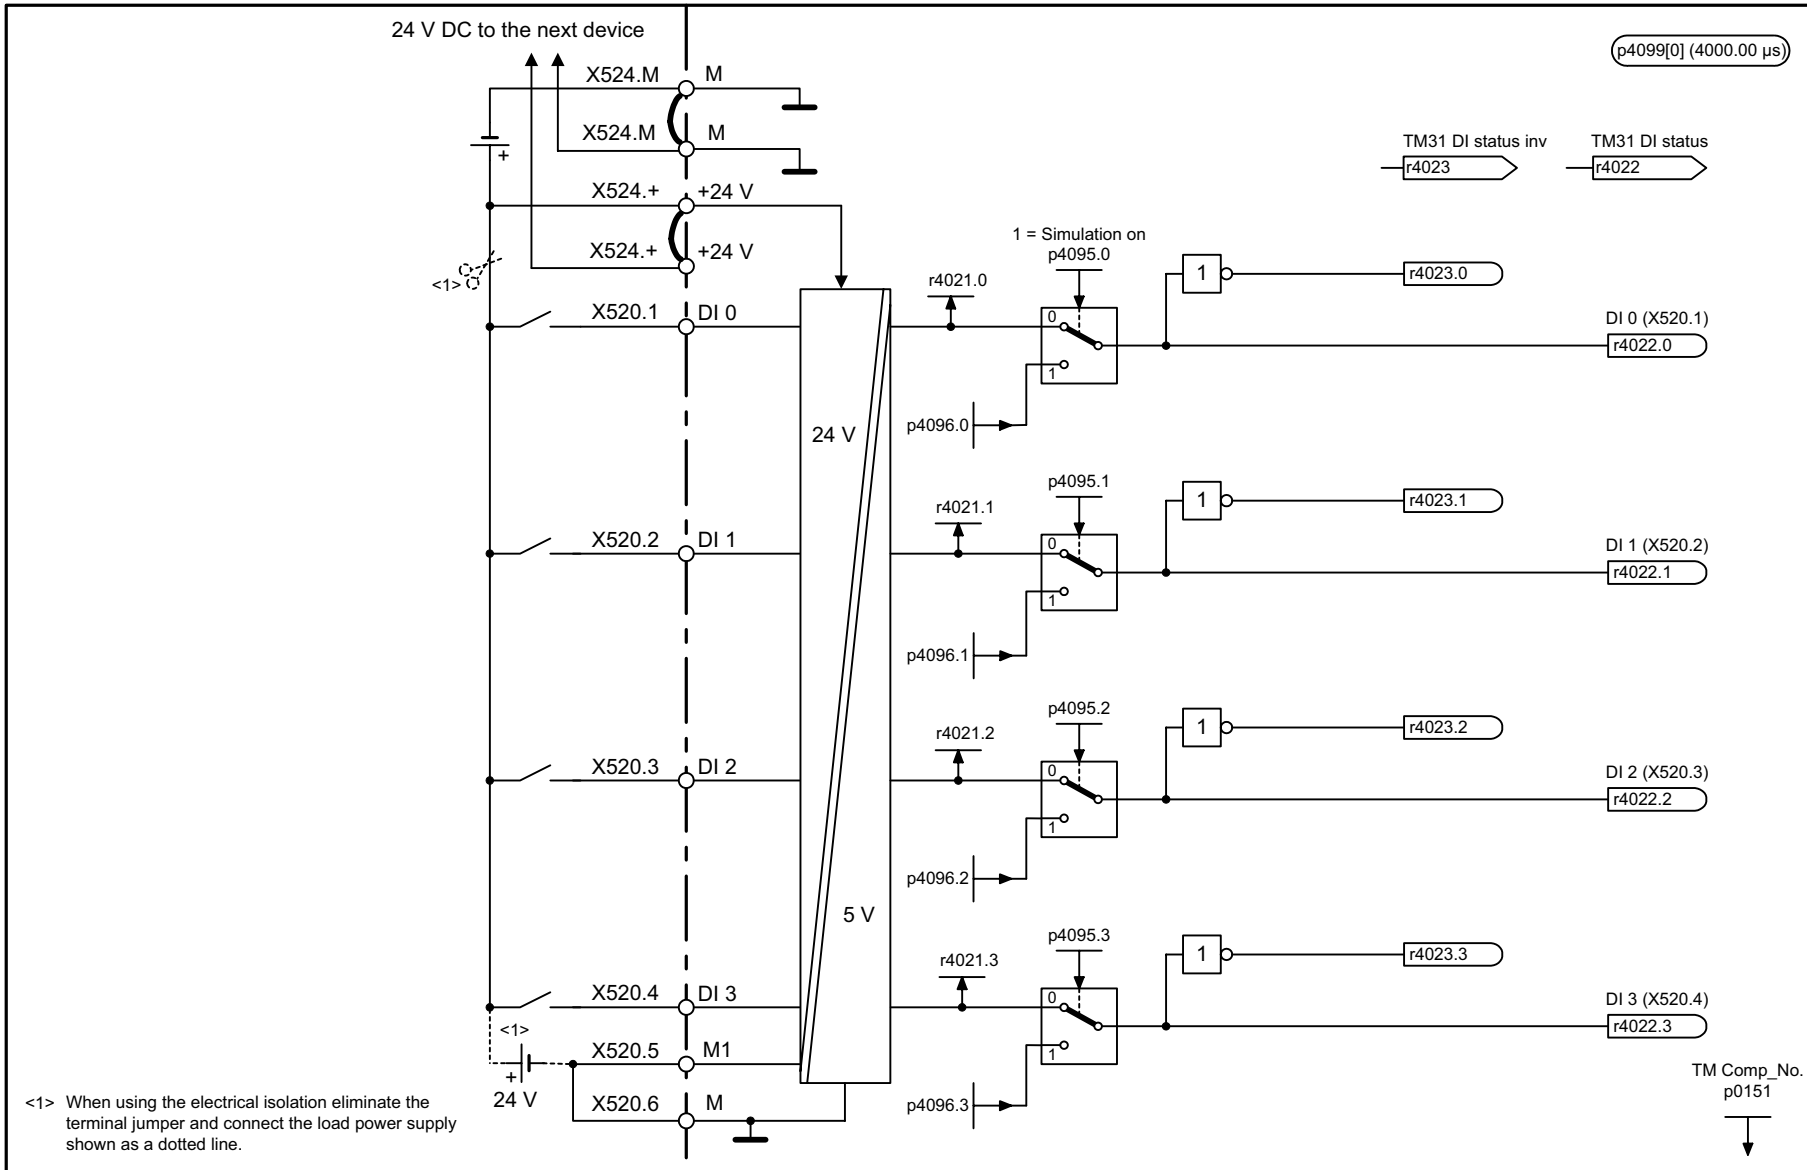 24 V DC to the next device
p4099[0] (4000.00 µs)
X524.M M
X524.M M
+
TM31 DI status inv
r4023
TM31 DI status
r4022
X524.+ +24 V
X524.+ +24 V
<1>
1 = Simulation on
p4095.0
r4021.0
0
1
1
r4023.0
X520.1 DI 0
DI 0 (X520.1)
r4022.0
p4096.0
24 V
p4095.1
r4021.1
0
1
1
r4023.1
X520.2 DI 1
DI 1 (X520.2)
r4022.1
p4096.1
p4095.2
r4021.2
0
1
1
r4023.2
X520.3 DI 2
DI 2 (X520.3)
r4022.2
p4096.2
5 V
p4095.3
r4021.3
0
1
1
r4023.3
X520.4 DI 3
DI 3 (X520.4)
r4022.3
<1>
X520.5 M1
+
24 V
X520.6 M
p4096.3
TM Comp_No.
p0151
<1> When using the electrical isolation eliminate the
terminal jumper and connect the load power supply
shown as a dotted line.